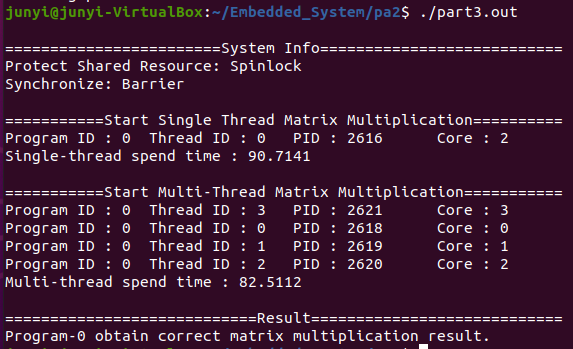 junyi@junyi-VirtualBox:~/Embedded_System/pa2$ ./part3.out
========================System Info===========================
Protect Shared Resource: Spinlock
Synchronize: Barrier
===========Start Single Thread Matrix Multiplication==========
Program ID : 0  Thread ID : 0   PID : 2616      Core : 2
Single-thread spend time : 90.7141
===========Start Multi-Thread Matrix Multiplication===========
Program ID : 0  Thread ID : 3   PID : 2621      Core : 3
Program ID : 0  Thread ID : 0   PID : 2618      Core : 0
Program ID : 0  Thread ID : 1   PID : 2619      Core : 1
Program ID : 0  Thread ID : 2   PID : 2620      Core : 2
Multi-thread spend time : 82.5112
============================Result============================
Program-0 obtain correct matrix multiplication result.